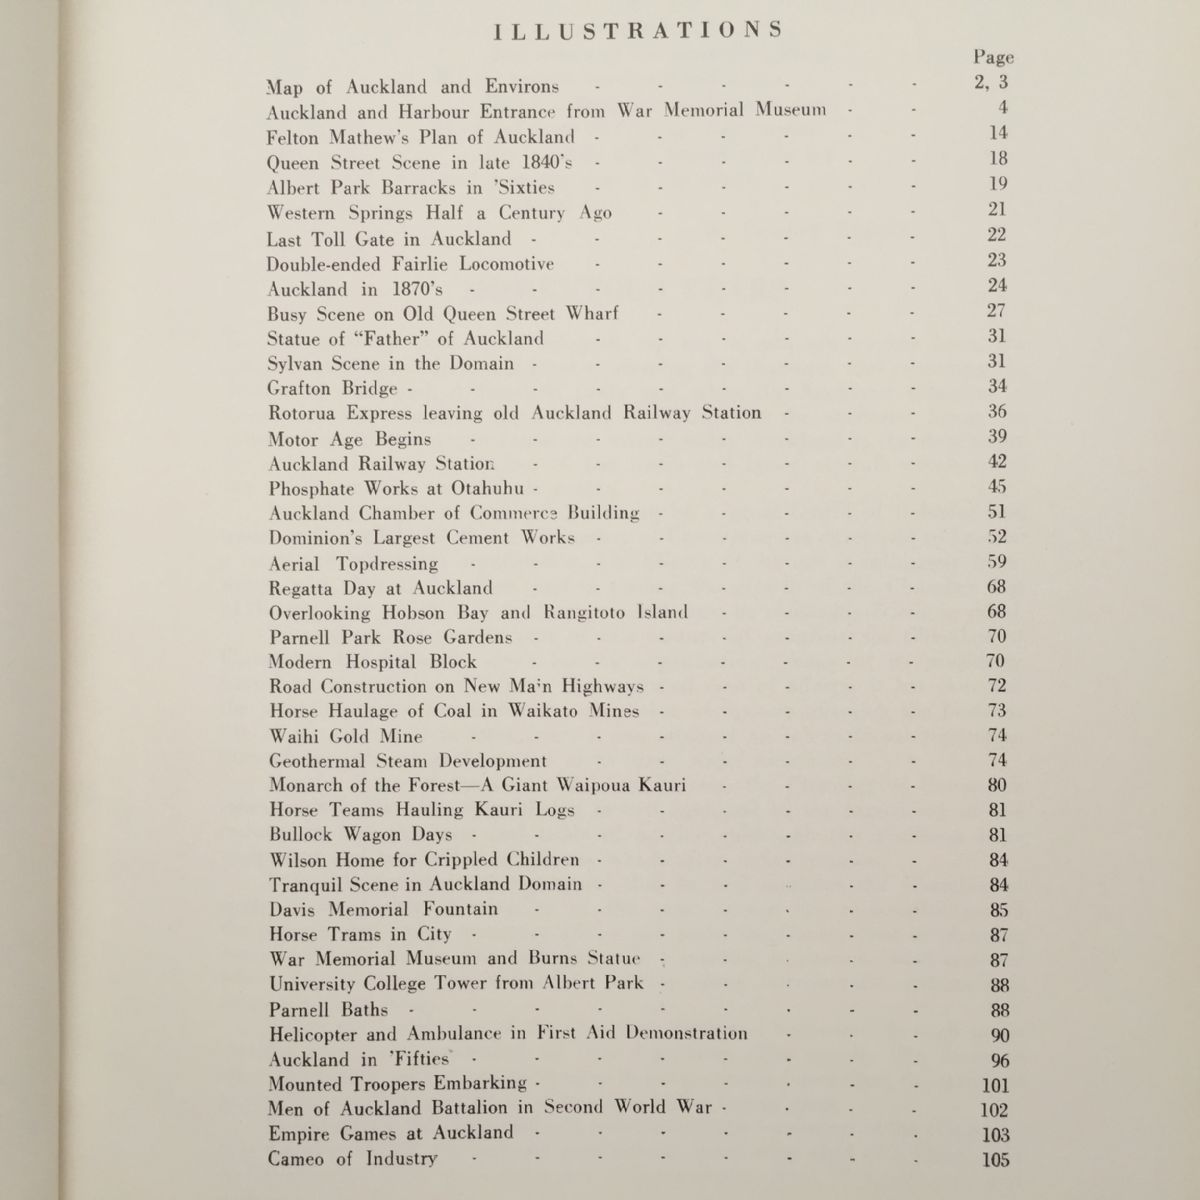 ILLUSTRATIONS
Page
Map of Auckland and Environs - - - - - - 2, 3
Auckland and Harbour Entrance from War Memorial Museum - - 4
Felton Mathew's Plan of Auckland - - - - - - 14
Queen Street Scene in late 1840's - - - - - - 18
Albert Park Barracks in 'Sixties - - - - - - 19
Western Springs Half a Century Ago - - - - - 21
Last Toll Gate in Auckland - - - - - - - 22
Double-ended Fairlie Locomotive - - - - - - 23
Auckland in 1870's - - - - - - - - 24
Busy Scene on Old Queen Street Wharf - - - - - 27
Statue of “Father” of Auckland - - - - - - 31
Sylvan Scene in the Domain - - - - - - - 31
Grafton Bridge - - - - - - - - - 34
Rotorua Express leaving old Auckland Railway Station - - - 36
Motor Age Begins - - - - - - - - 39
Auckland Railway Station - - - - - - - 42
Phosphate Works at Otahuhu - - - - - - - 45
Auckland Chamber of Commerce Building - - - - - 51
Dominion's Largest Cement Works - - - - - - 52
Aerial Topdressing - - - - - - - - 59
Regatta Day at Auckland - - - - - - - 68
Overlooking Hobson Bay and Rangitoto Island - - - - 68
Parnell Park Rose Gardens - - - - - - - 70
Modern Hospital Block - - - - - - - 70
Road Construction on New Main Highways - - - - - 72
Horse Haulage of Coal in Waikato Mines - - - - - 73
Waihi Gold Mine - - - - - - - - 74
Geothermal Steam Development - - - - - - 74
Monarch of the Forest—A Giant Waipoua Kauri - - - - 80
Horse Teams Hauling Kauri Logs - - - - - - 81
Bullock Wagon Days - - - - - - - - 81
Wilson Home for Crippled Children - - - - - - 84
Tranquil Scene in Auckland Domain - - - - - - 84
Davis Memorial Fountain - - - - - - - 85
Horse Trams in City - - - - - - - - 87
War Memorial Museum and Burns Statue - - - - - 87
University College Tower from Albert Park - - - - - 88
Parnell Baths - - - - - - - - - 88
Helicopter and Ambulance in First Aid Demonstration - - - 90
Auckland in 'Fifties - - - - - - - - 96
Mounted Troopers Embarking - - - - - - - 101
Men of Auckland Battalion in Second World War - - - - 102
Empire Games at Auckland - - - - - - - 103
Cameo of Industry - - - - - - - - 105